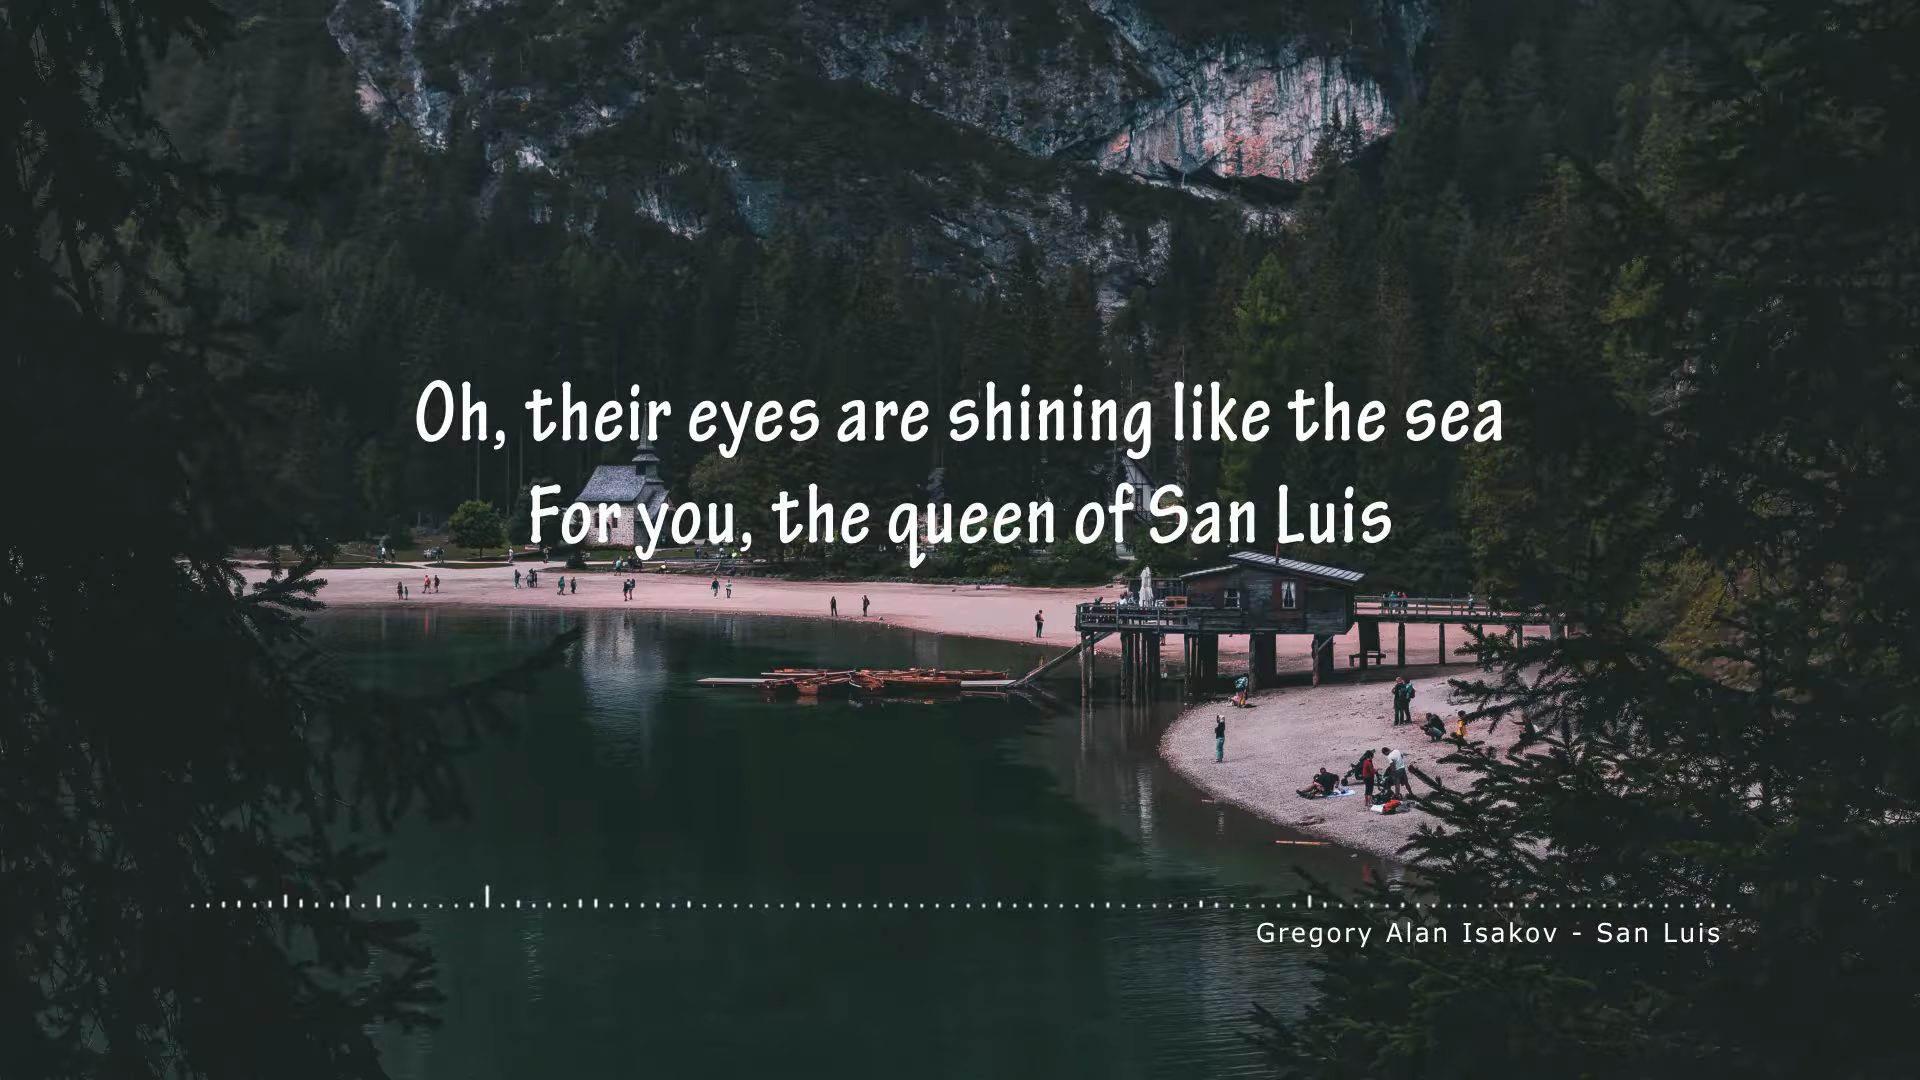 Oh, their eyes are shining like the sea
For you, the queen of San Luis
Gregory Alan Isakov - San Luis